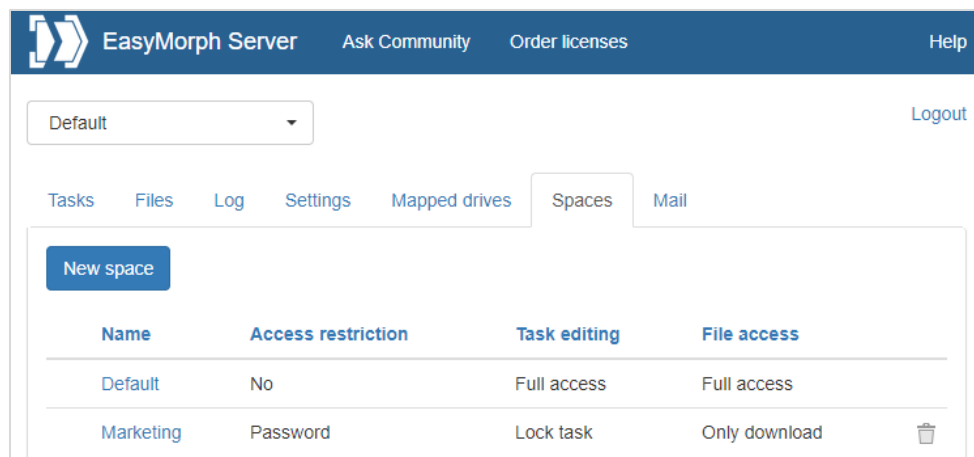 EasyMorph Server Ask Community Order licenses Help
Default Logout
Tasks Files Log Settings Mapped drives Spaces Mail
New space
Name Access restriction Task editing File access
Default No Full access Full access
Marketing Password Lock task Only download